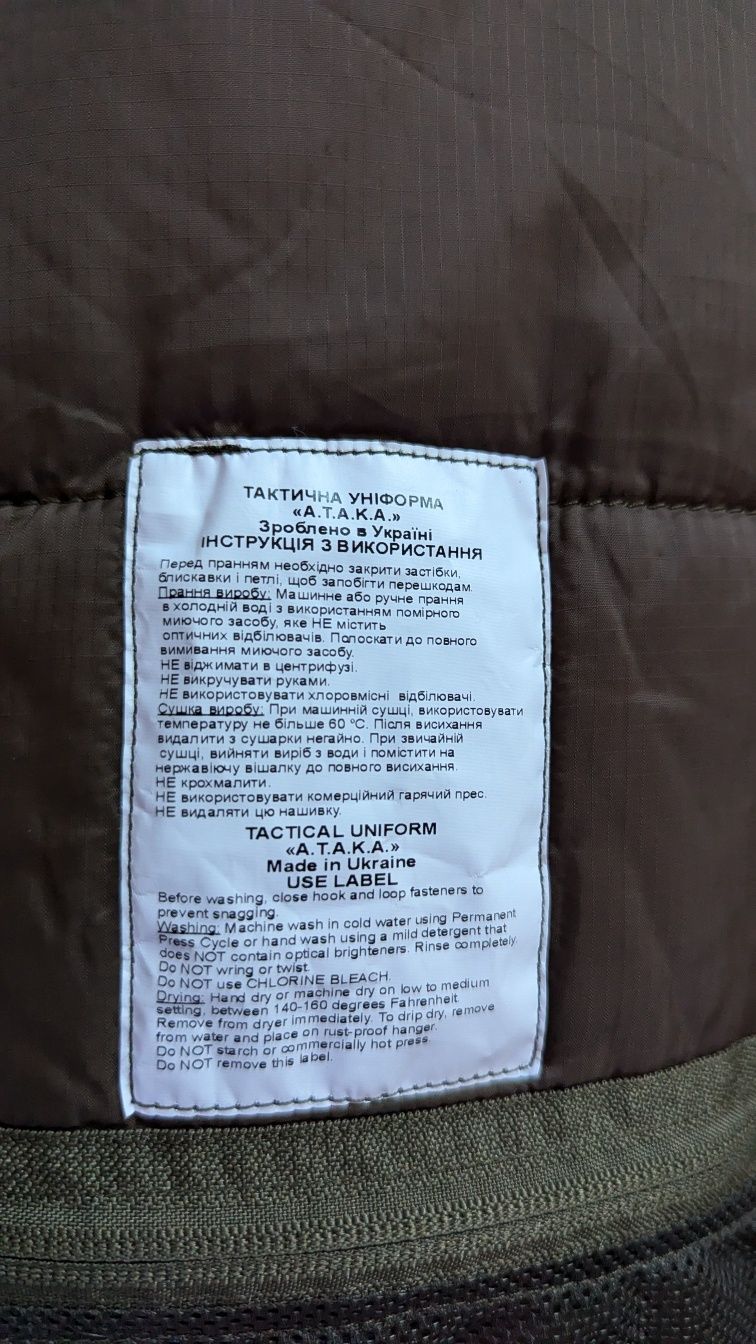 ТАКТИЧНА УНІФОРМА
«А.Т.А.К.А.»
Зроблено в Україні
ІНСТРУКЦІЯ З ВИКОРИСТАННЯ
Перед пранням необхідно закрити застібки,
блискавки і петлі, щоб запобігти перешкодам.
Прання виробу: Машинне або ручне прання
в холодній воді з використанням помірного
миючого засобу, яке НЕ містить
оптичних відбілювачів. Полоскати до повного
вимивання миючого засобу.
НЕ віджимати в центрифузі.
НЕ викручувати руками.
НЕ використовувати хлоровмісні відбілювачі.
Сушка виробу: При машинній сушці, використовувати
температуру не більше 60 °С. Після висихання
видалити з сушарки негайно. При звичайній
сушці, вийняти виріб з води і помістити на
нержавіючу вішалку до повного висихання.
НЕ крохмалити.
НЕ використовувати комерційний гарячий прес.
НЕ видаляти цю нашивку.
TACTICAL UNIFORM
«A.T.A.K.A.»
Made in Ukraine
USE LABEL
Before washing, close hook and loop fasteners to
prevent snagging.
Washing: Machine wash in cold water using Permanent
Press Cycle or hand wash using a mild detergent that
does NOT contain optical brighteners. Rinse completely.
Do NOT wring or twist.
Do NOT use CHLORINE BLEACH.
Drying: Hand dry or machine dry on low to medium
setting, between 140-160 degrees Fahrenheit.
Remove from dryer immediately. To drip dry, remove
from water and place on rust-proof hanger.
Do NOT starch or commercially hot press.
Do NOT remove this label.